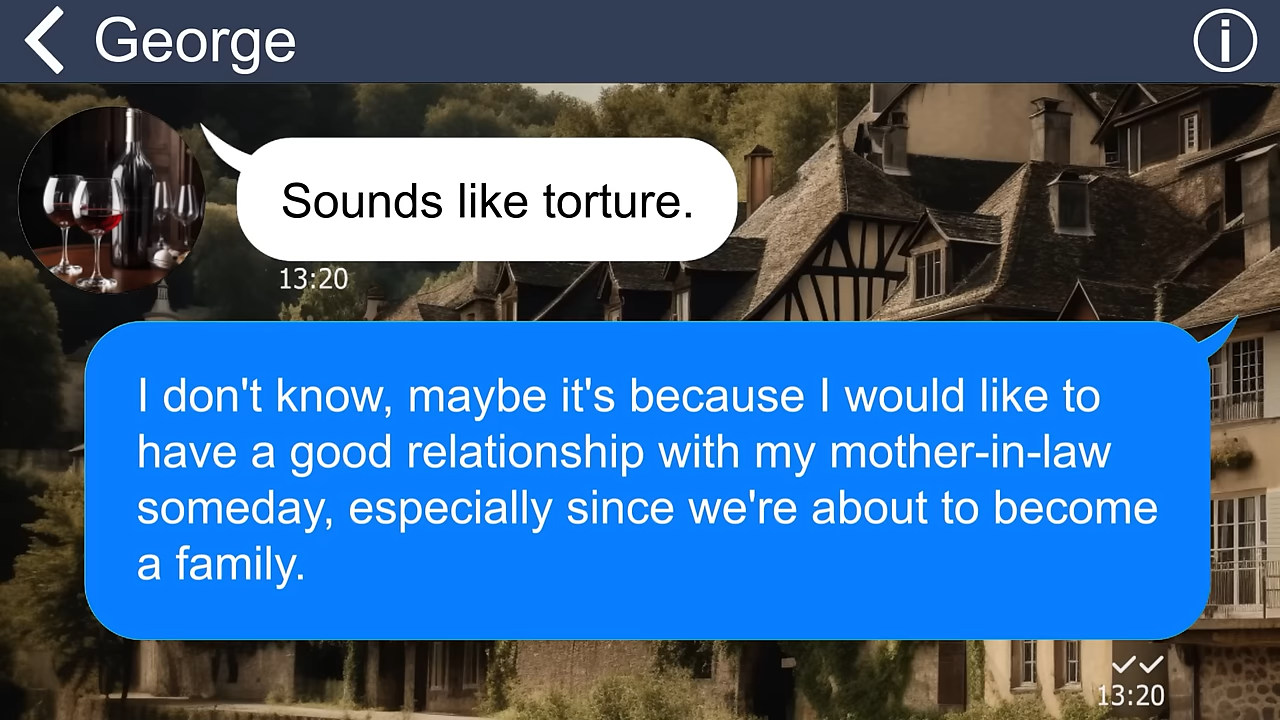 George
Sounds like torture.
13:20
I don't know, maybe it's because I would like to
have a good relationship with my mother-in-law
someday, especially since we're about to become
a family.
13:20